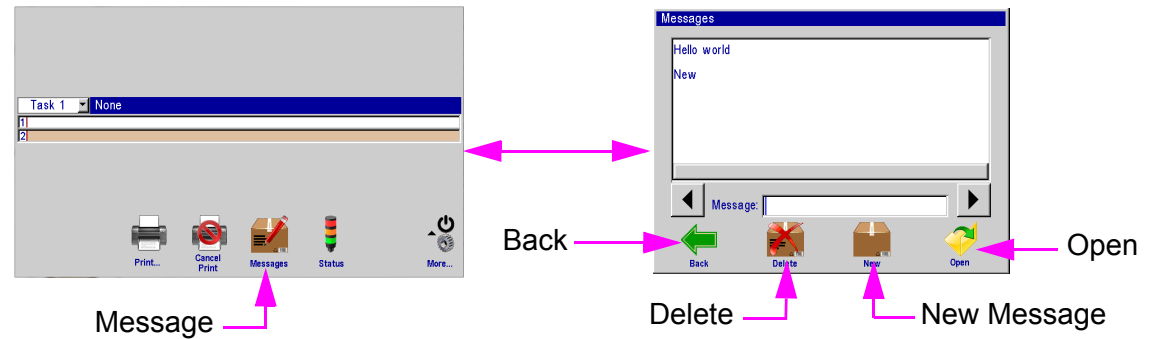 Task 1 None
1
2
Print...
Cancel
Print
Messages
Status
More...
Message
Messages
Hello world
New
Message:
Back
Delete
New
Open
Back
Delete
New Message
Open